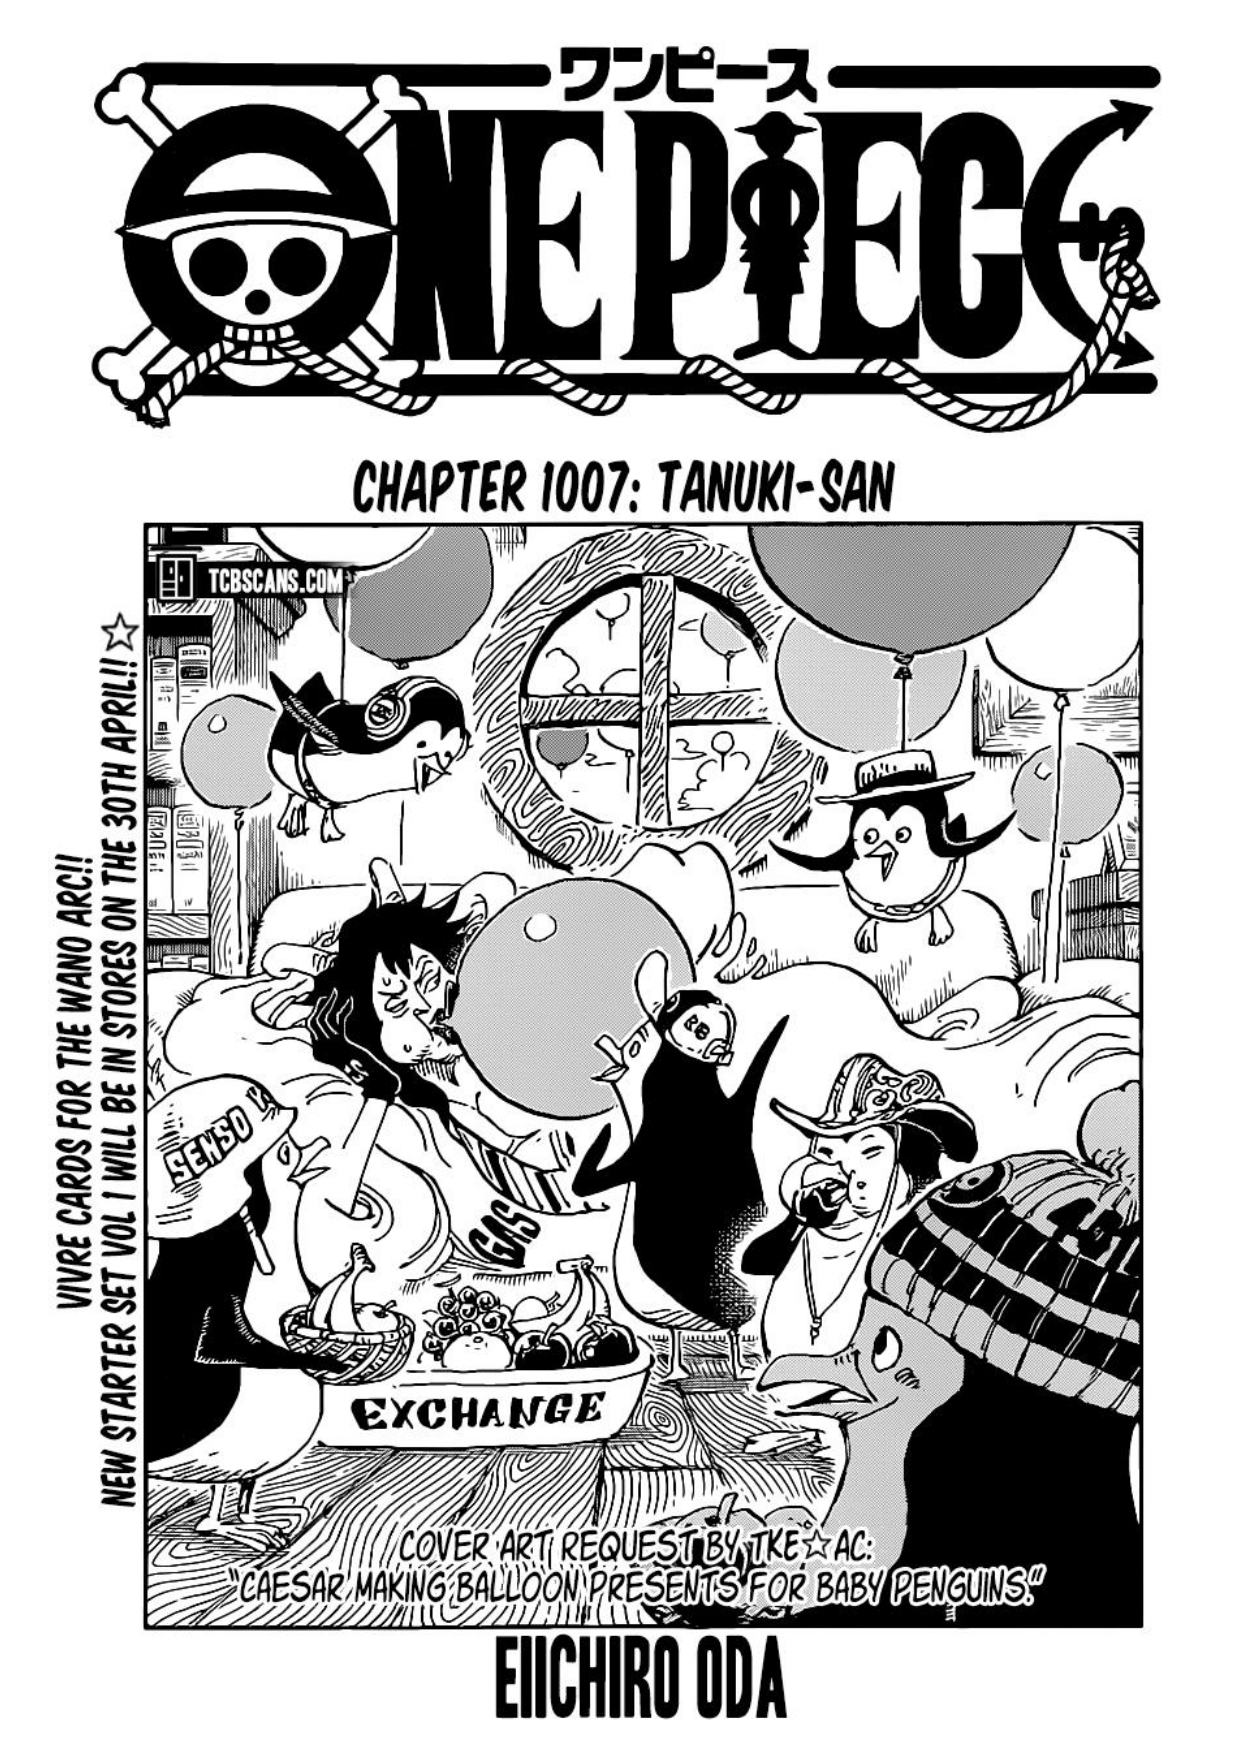 ワンピース
ONE PIECE
CHAPTER 1007: TANUKI-SAN
TCBSCANS.COM
VIVRE CARDS FOR THE WANO ARC!!
NEW STARTER SET VOL 1 WILL BE IN STORES ON THE 30TH APRIL!!☆
SENSO
GAS
EXCHANGE
COVER ART REQUEST BY TKE☆AC:
"CAESAR MAKING BALLOON PRESENTS FOR BABY PENGUINS."
EIICHIRO ODA